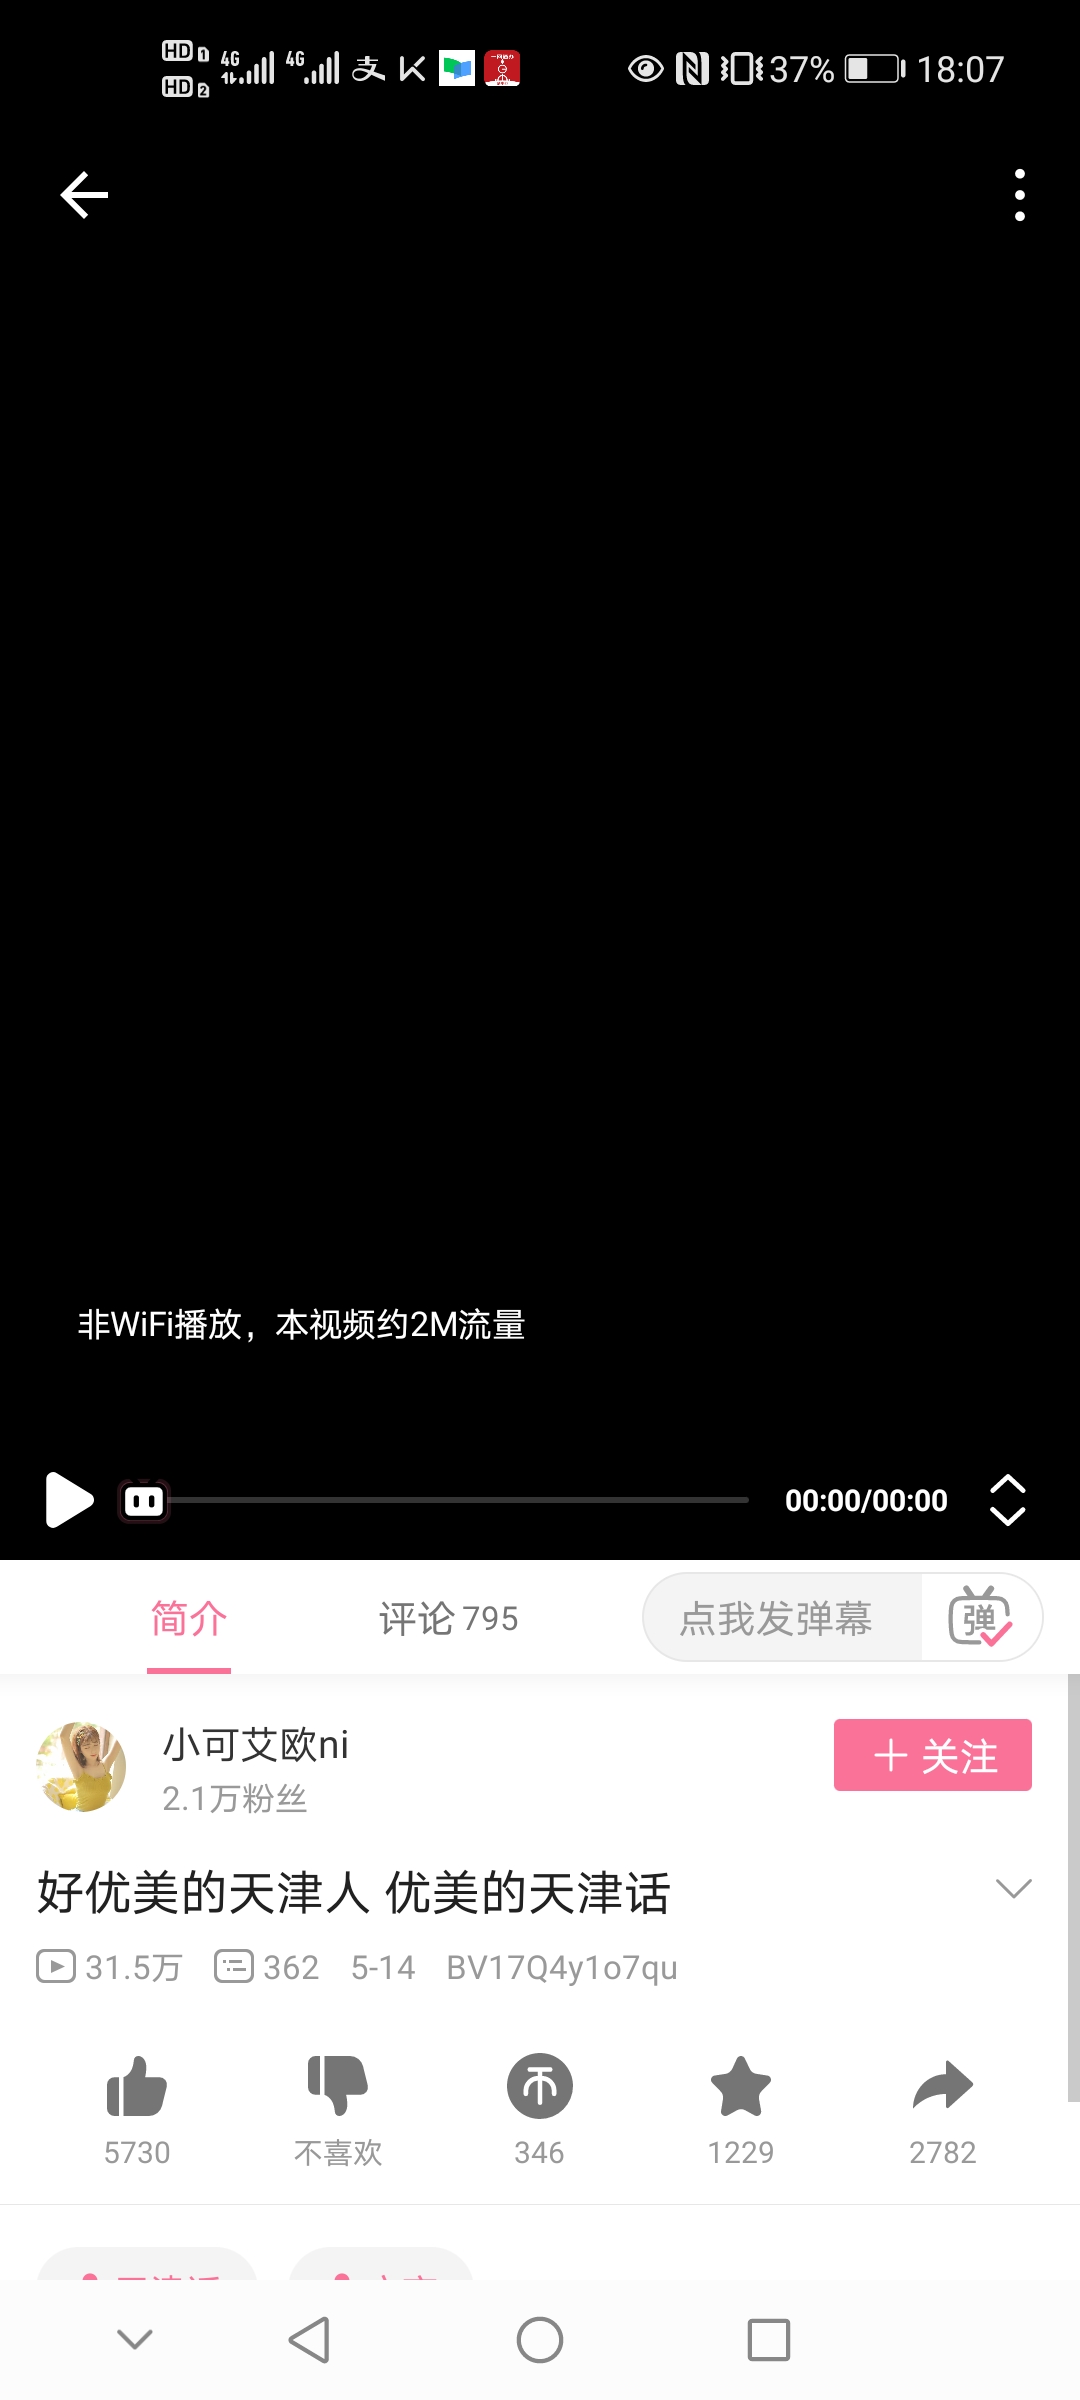 HD 1 4G 4G 支 37% 18:07
HD 2
非WiFi播放，本视频约2M流量
00:00/00:00
简介 评论 795 点我发弹幕 弹
小可艾欧ni
2.1万粉丝
+ 关注
好优美的天津人 优美的天津话
31.5万 362 5-14 BV17Q4y1o7qu
5730 不喜欢 346 1229 2782